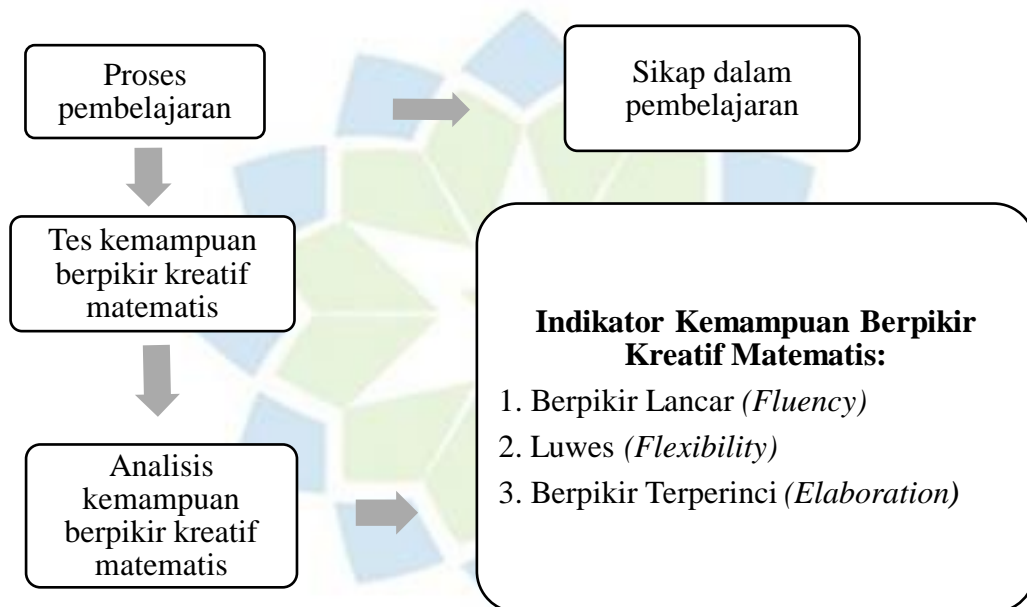 Proses
pembelajaran
Sikap dalam
pembelajaran
Tes kemampuan
berpikir kreatif
matematis
Analisis
kemampuan
berpikir kreatif
matematis
Indikator Kemampuan Berpikir
Kreatif Matematis:
1. Berpikir Lancar (Fluency)
2. Luwes (Flexibility)
3. Berpikir Terperinci (Elaboration)